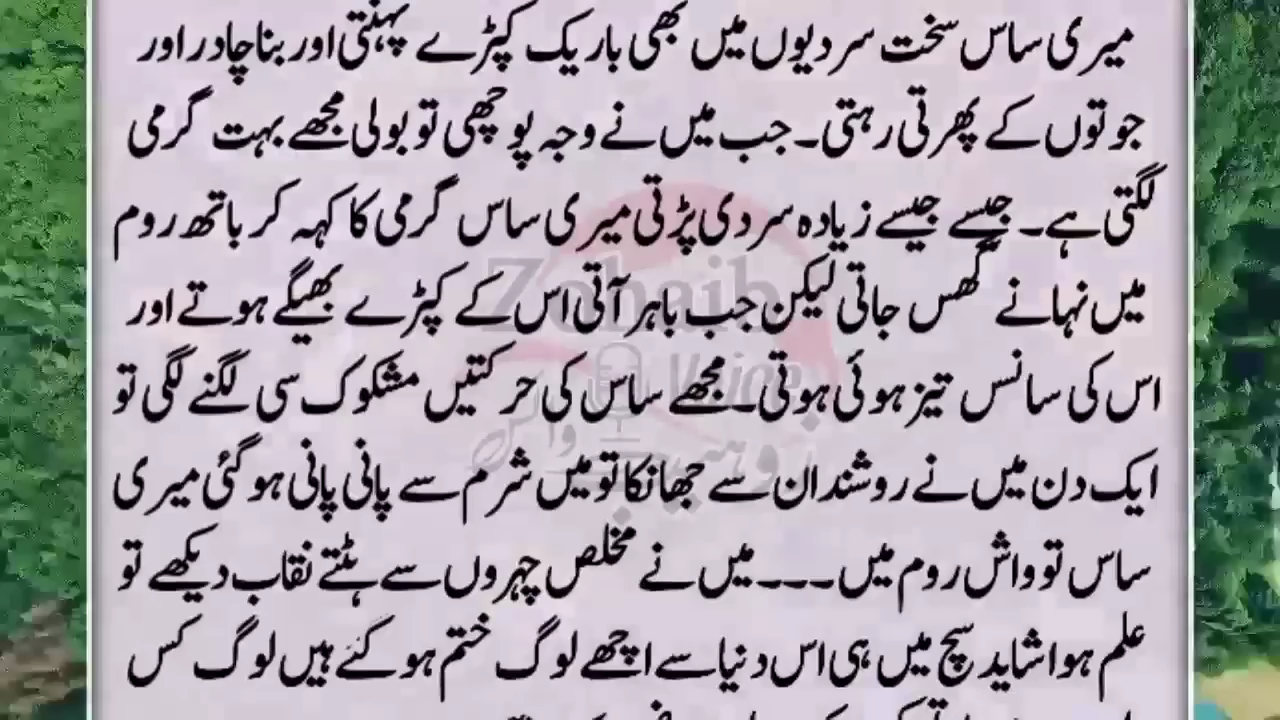 میری ساس سخت سردیوں میں بھی باریک کپڑے پہنتی اور بنا چادر اور
جوتوں کے پھرتی رہتی۔ جب میں نے وجہ پوچھی تو بولی مجھے بہت گرمی
لگتی ہے۔ جیسے جیسے زیادہ سردی پڑتی میری ساس گرمی کا کہہ کر باتھ روم
میں نہانے گھس جاتی لیکن جب باہر آتی اس کے کپڑے بھیگے ہوتے اور
اس کی سانس تیز ہوئی ہوتی۔ مجھے ساس کی حرکتیں مشکوک سی لگنے لگی تو
ایک دن میں نے روشندان سے جھانکا تو میں شرم سے پانی پانی ہوگئی میری
ساس تو واش روم میں ۔۔۔ میں نے مخلص چہروں سے ہٹتے نقاب دیکھے تو
علم ہوا شاید سچ میں ہی اس دنیا سے اچھے لوگ ختم ہوگئے ہیں لوگ کس
Zohaib
Voice
زوہیب وائس